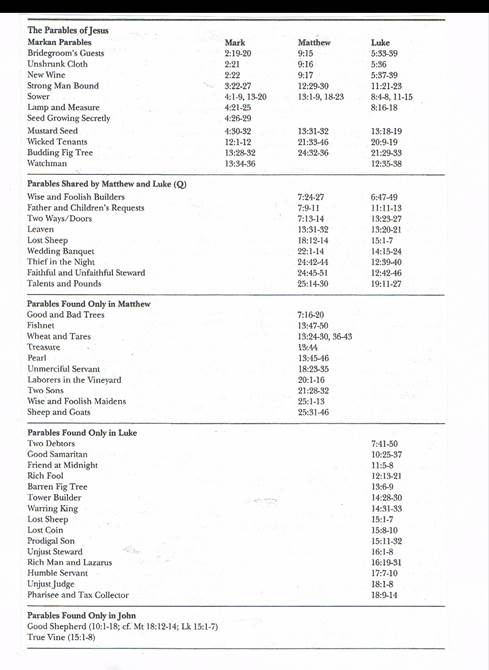 The Parables of Jesus
Markan Parables Mark Matthew Luke
Bridegroom's Guests 2:19-20 9:15 5:33-39
Unshrunk Cloth 2:21 9:16 5:36
New Wine 2:22 9:17 5:37-39
Strong Man Bound 3:22-27 12:29-30 11:21-23
Sower 4:1-9, 13-20 13:1-9, 18-23 8:4-8, 11-15
Lamp and Measure 4:21-25 8:16-18
Seed Growing Secretly 4:26-29
Mustard Seed 4:30-32 13:31-32 13:18-19
Wicked Tenants 12:1-12 21:33-46 20:9-19
Budding Fig Tree 13:28-32 24:32-36 21:29-33
Watchman 13:34-36 12:35-38
Parables Shared by Matthew and Luke (Q)
Wise and Foolish Builders 7:24-27 6:47-49
Father and Children's Requests 7:9-11 11:11-13
Two Ways/Doors 7:13-14 13:23-27
Leaven 13:31-32 13:20-21
Lost Sheep 18:12-14 15:1-7
Wedding Banquet 22:1-14 14:15-24
Thief in the Night 24:42-44 12:39-40
Faithful and Unfaithful Steward 24:45-51 12:42-46
Talents and Pounds 25:14-30 19:11-27
Parables Found Only in Matthew
Good and Bad Trees 7:16-20
Fishnet 13:47-50
Wheat and Tares 13:24-30, 36-43
Treasure 13:44
Pearl 13:45-46
Unmerciful Servant 18:23-35
Laborers in the Vineyard 20:1-16
Two Sons 21:28-32
Wise and Foolish Maidens 25:1-13
Sheep and Goats 25:31-46
Parables Found Only in Luke
Two Debtors 7:41-50
Good Samaritan 10:25-37
Friend at Midnight 11:5-8
Rich Fool 12:13-21
Barren Fig Tree 13:6-9
Tower Builder 14:28-30
Warring King 14:31-33
Lost Sheep 15:1-7
Lost Coin 15:8-10
Prodigal Son 15:11-32
Unjust Steward 16:1-8
Rich Man and Lazarus 16:19-31
Humble Servant 17:7-10
Unjust Judge 18:1-8
Pharisee and Tax Collector 18:9-14
Parables Found Only in John
Good Shepherd (10:1-18; cf. Mt 18:12-14; Lk 15:1-7)
True Vine (15:1-8)